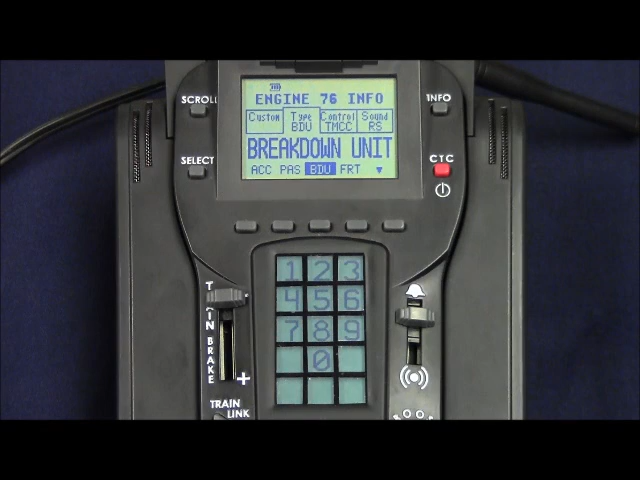 ENGINE 76 INFO
Custom Type Control Sound
BDU TMCC RS
BREAKDOWN UNIT
ACC PAS BDU FRT
SCROLL
SELECT
INFO
CTC
1 2 3
4 5 6
7 8 9
0
BRAKE
+
TRAIN
LINK